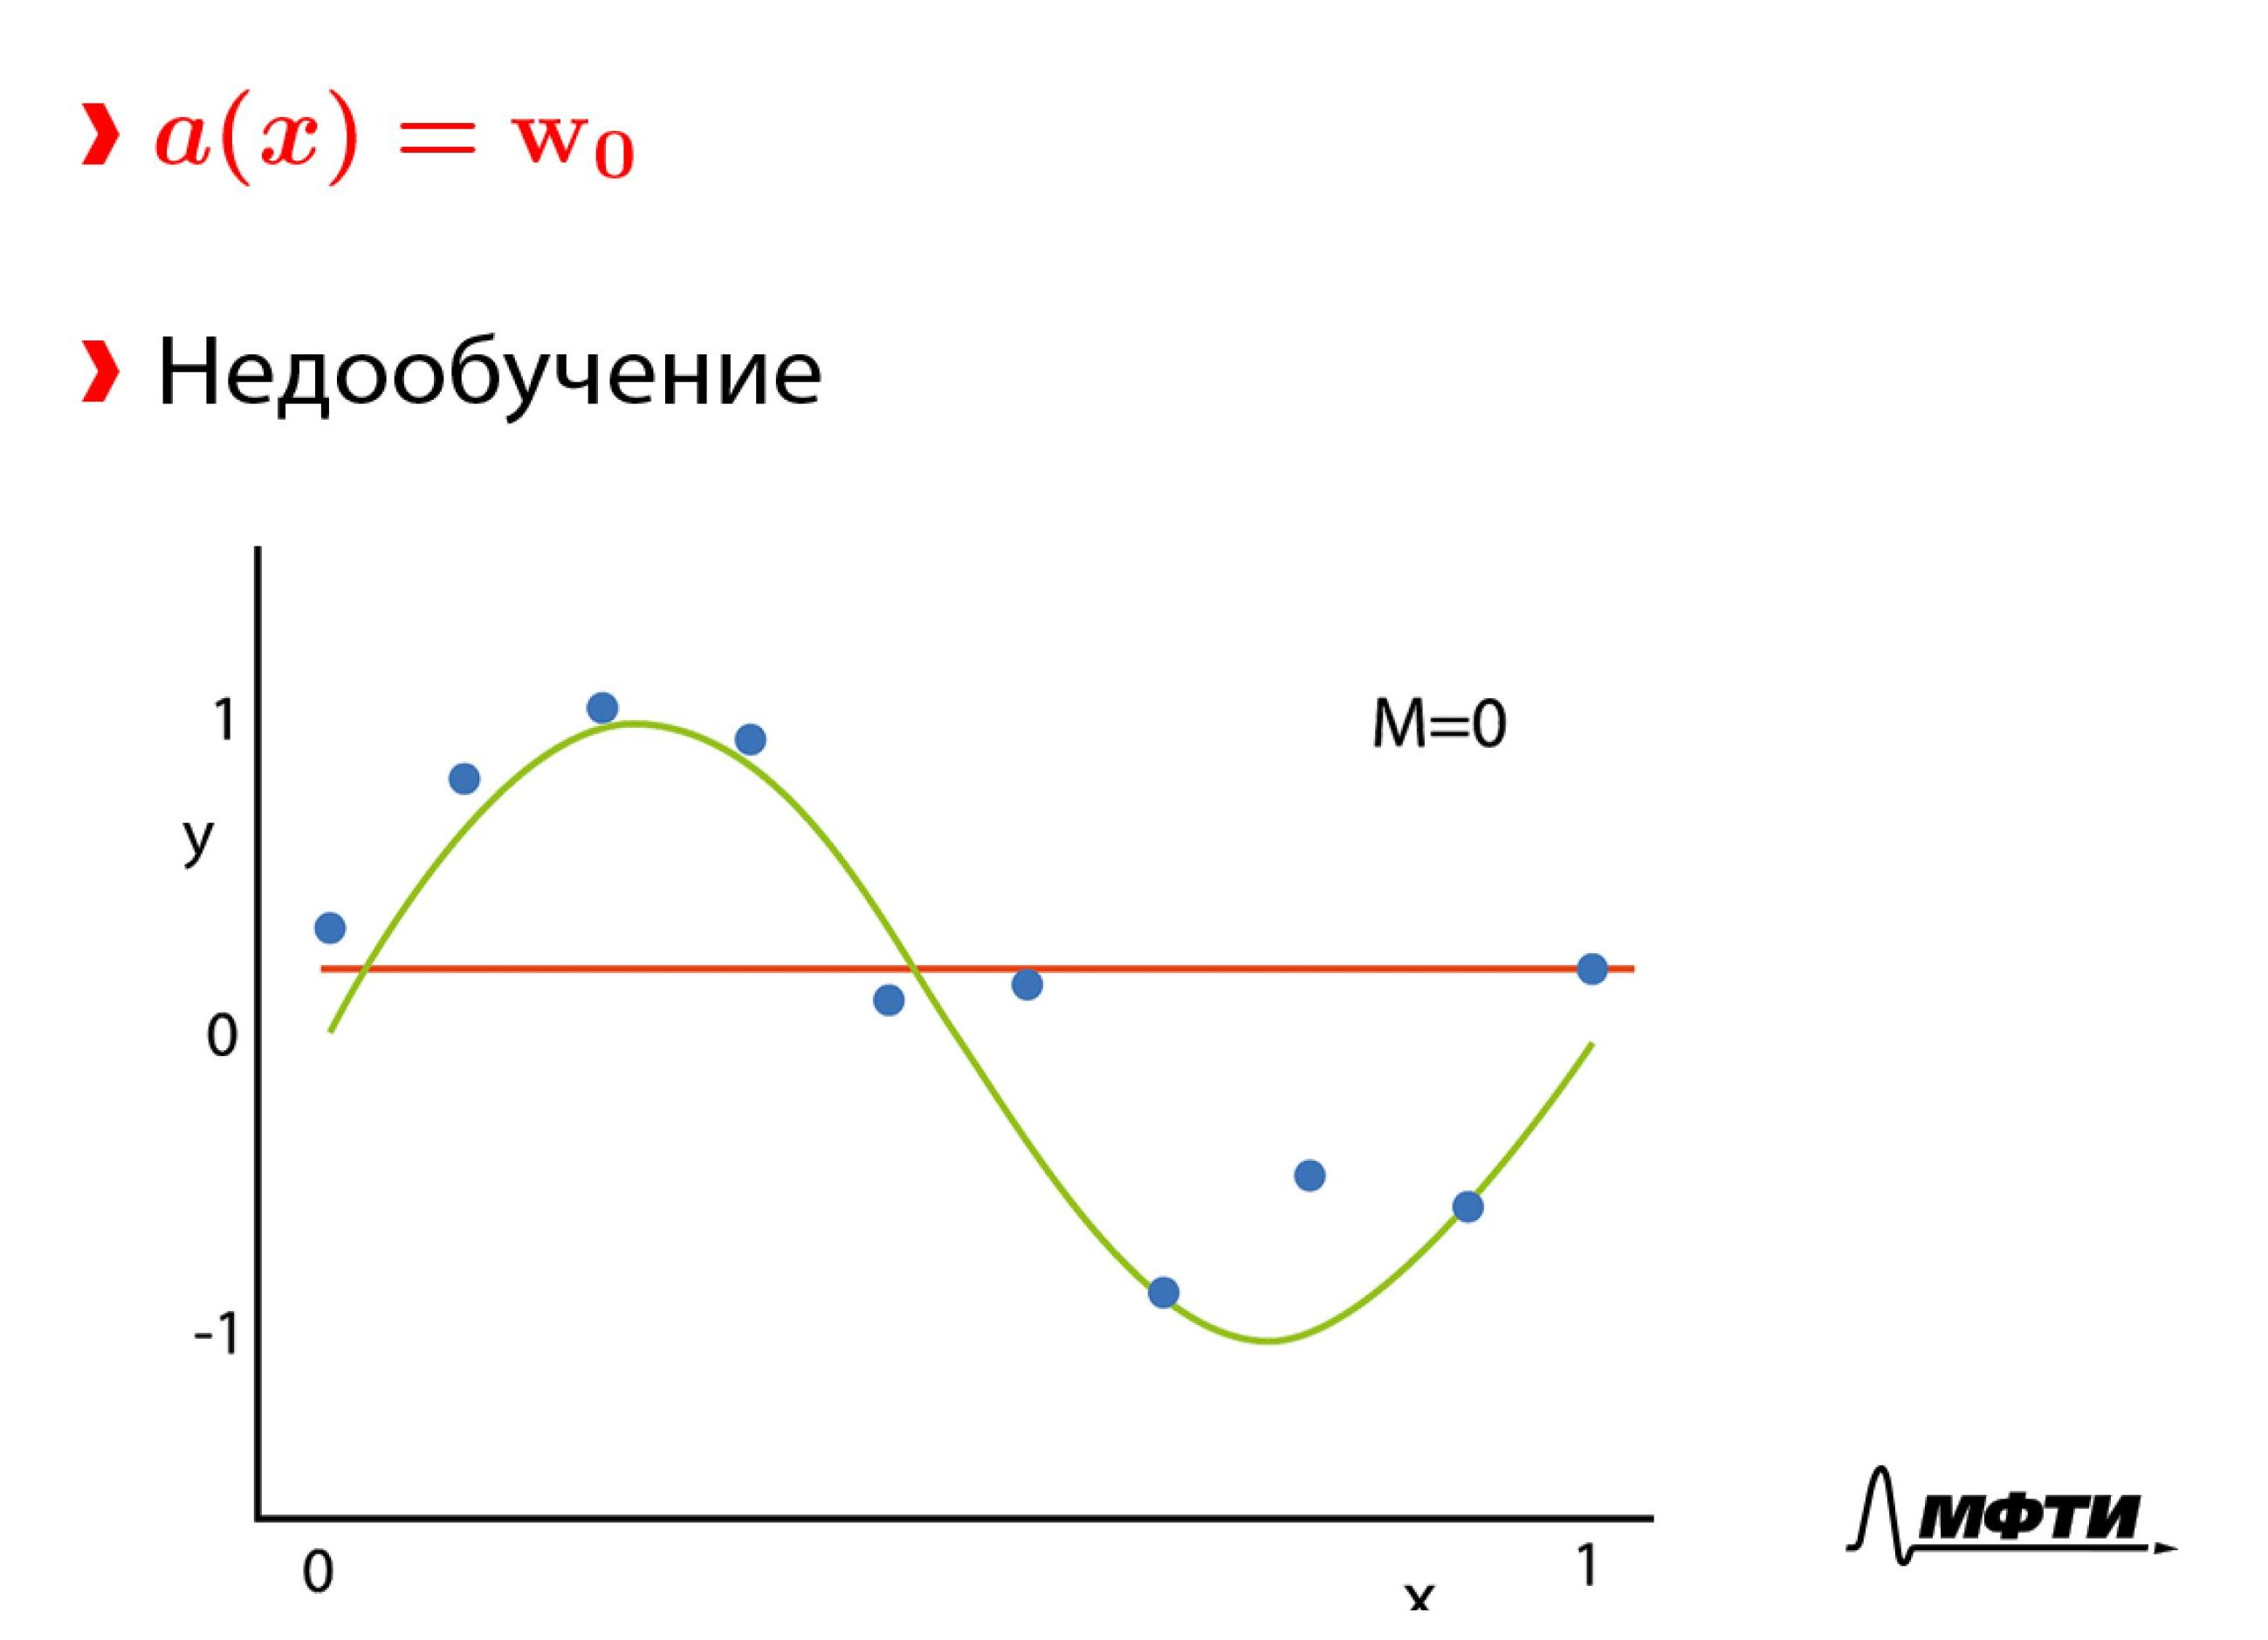 a(x) = w₀
Недообучение
1
M=0
y
0
-1
МФТИ
0
1
x